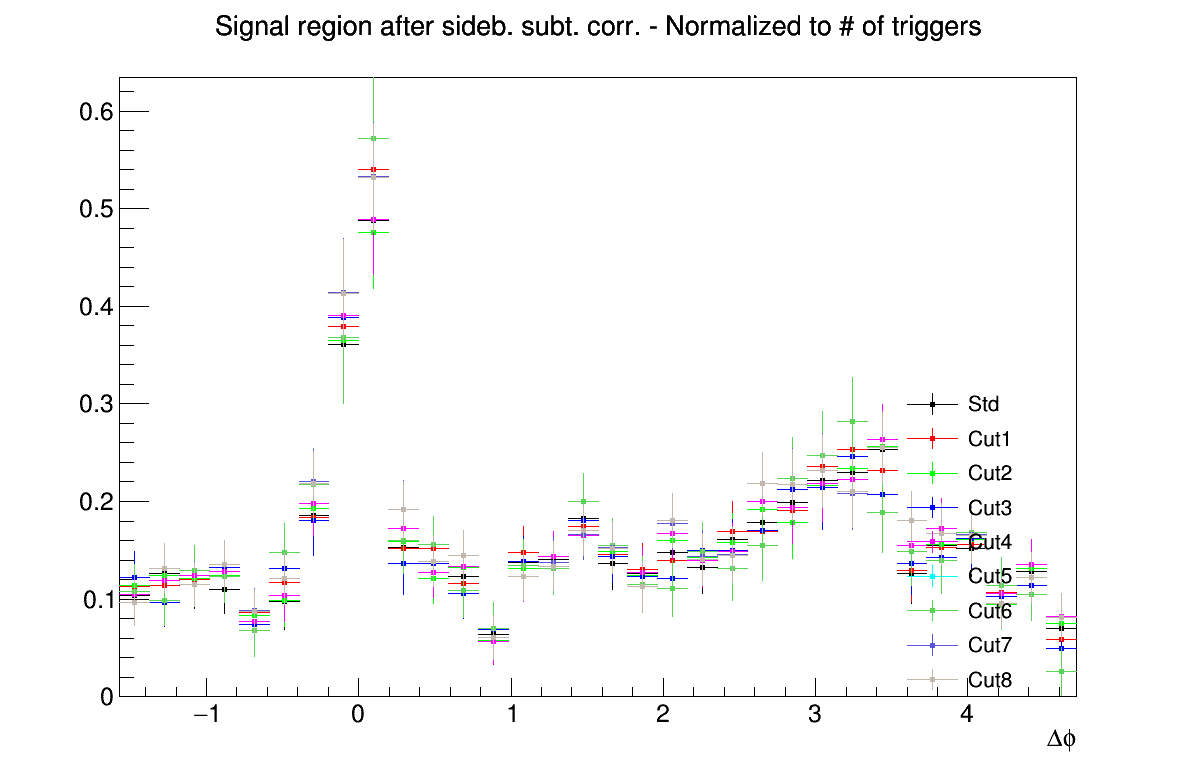 Signal region after sideb. subt. corr. - Normalized to # of triggers
0.6
0.5
0.4
0.3
0.2
0.1
0
Std
Cut1
Cut2
Cut3
Cut4
Cut5
Cut6
Cut7
Cut8
−1 0 1 2 3 4
Δϕ